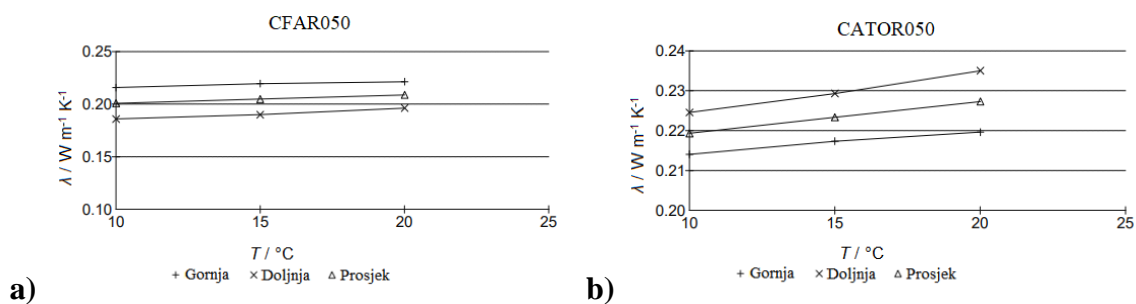 CFAR050
0.25
0.20
0.15
0.10
λ / W m⁻¹ K⁻¹
10 15 20 25
T / °C
+ Gornja × Doljnja △ Prosjek
a)
CATOR050
0.24
0.23
0.22
0.21
0.20
λ / W m⁻¹ K⁻¹
10 15 20 25
T / °C
+ Gornja × Doljnja △ Prosjek
b)